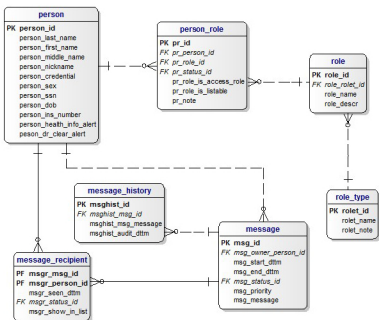 person
PK person_id
person_last_name
person_first_name
person_middle_name
person_nickname
person_credential
person_sex
person_ssn
person_dob
person_ins_number
person_health_info_alert
peson_dr_clear_alert
person_role
PK pr_id
FK pr_person_id
FK pr_role_id
FK pr_status_id
pr_role_is_access_role
pr_role_is_listable
pr_note
role
PK role_id
FK role_rolet_id
role_name
role_descr
role_type
PK rolet_id
rolet_name
rolet_note
message_history
PK msghist_id
FK msghist_msg_id
msghist_msg_message
msghist_audit_dttm
message
PK msg_id
FK msg_owner_person_id
msg_start_dttm
msg_end_dttm
FK msg_status_id
msg_priority
msg_message
message_recipient
PF msgr_msg_id
PF msgr_person_id
msgr_seen_dttm
FK msgr_status_id
msgr_show_in_list